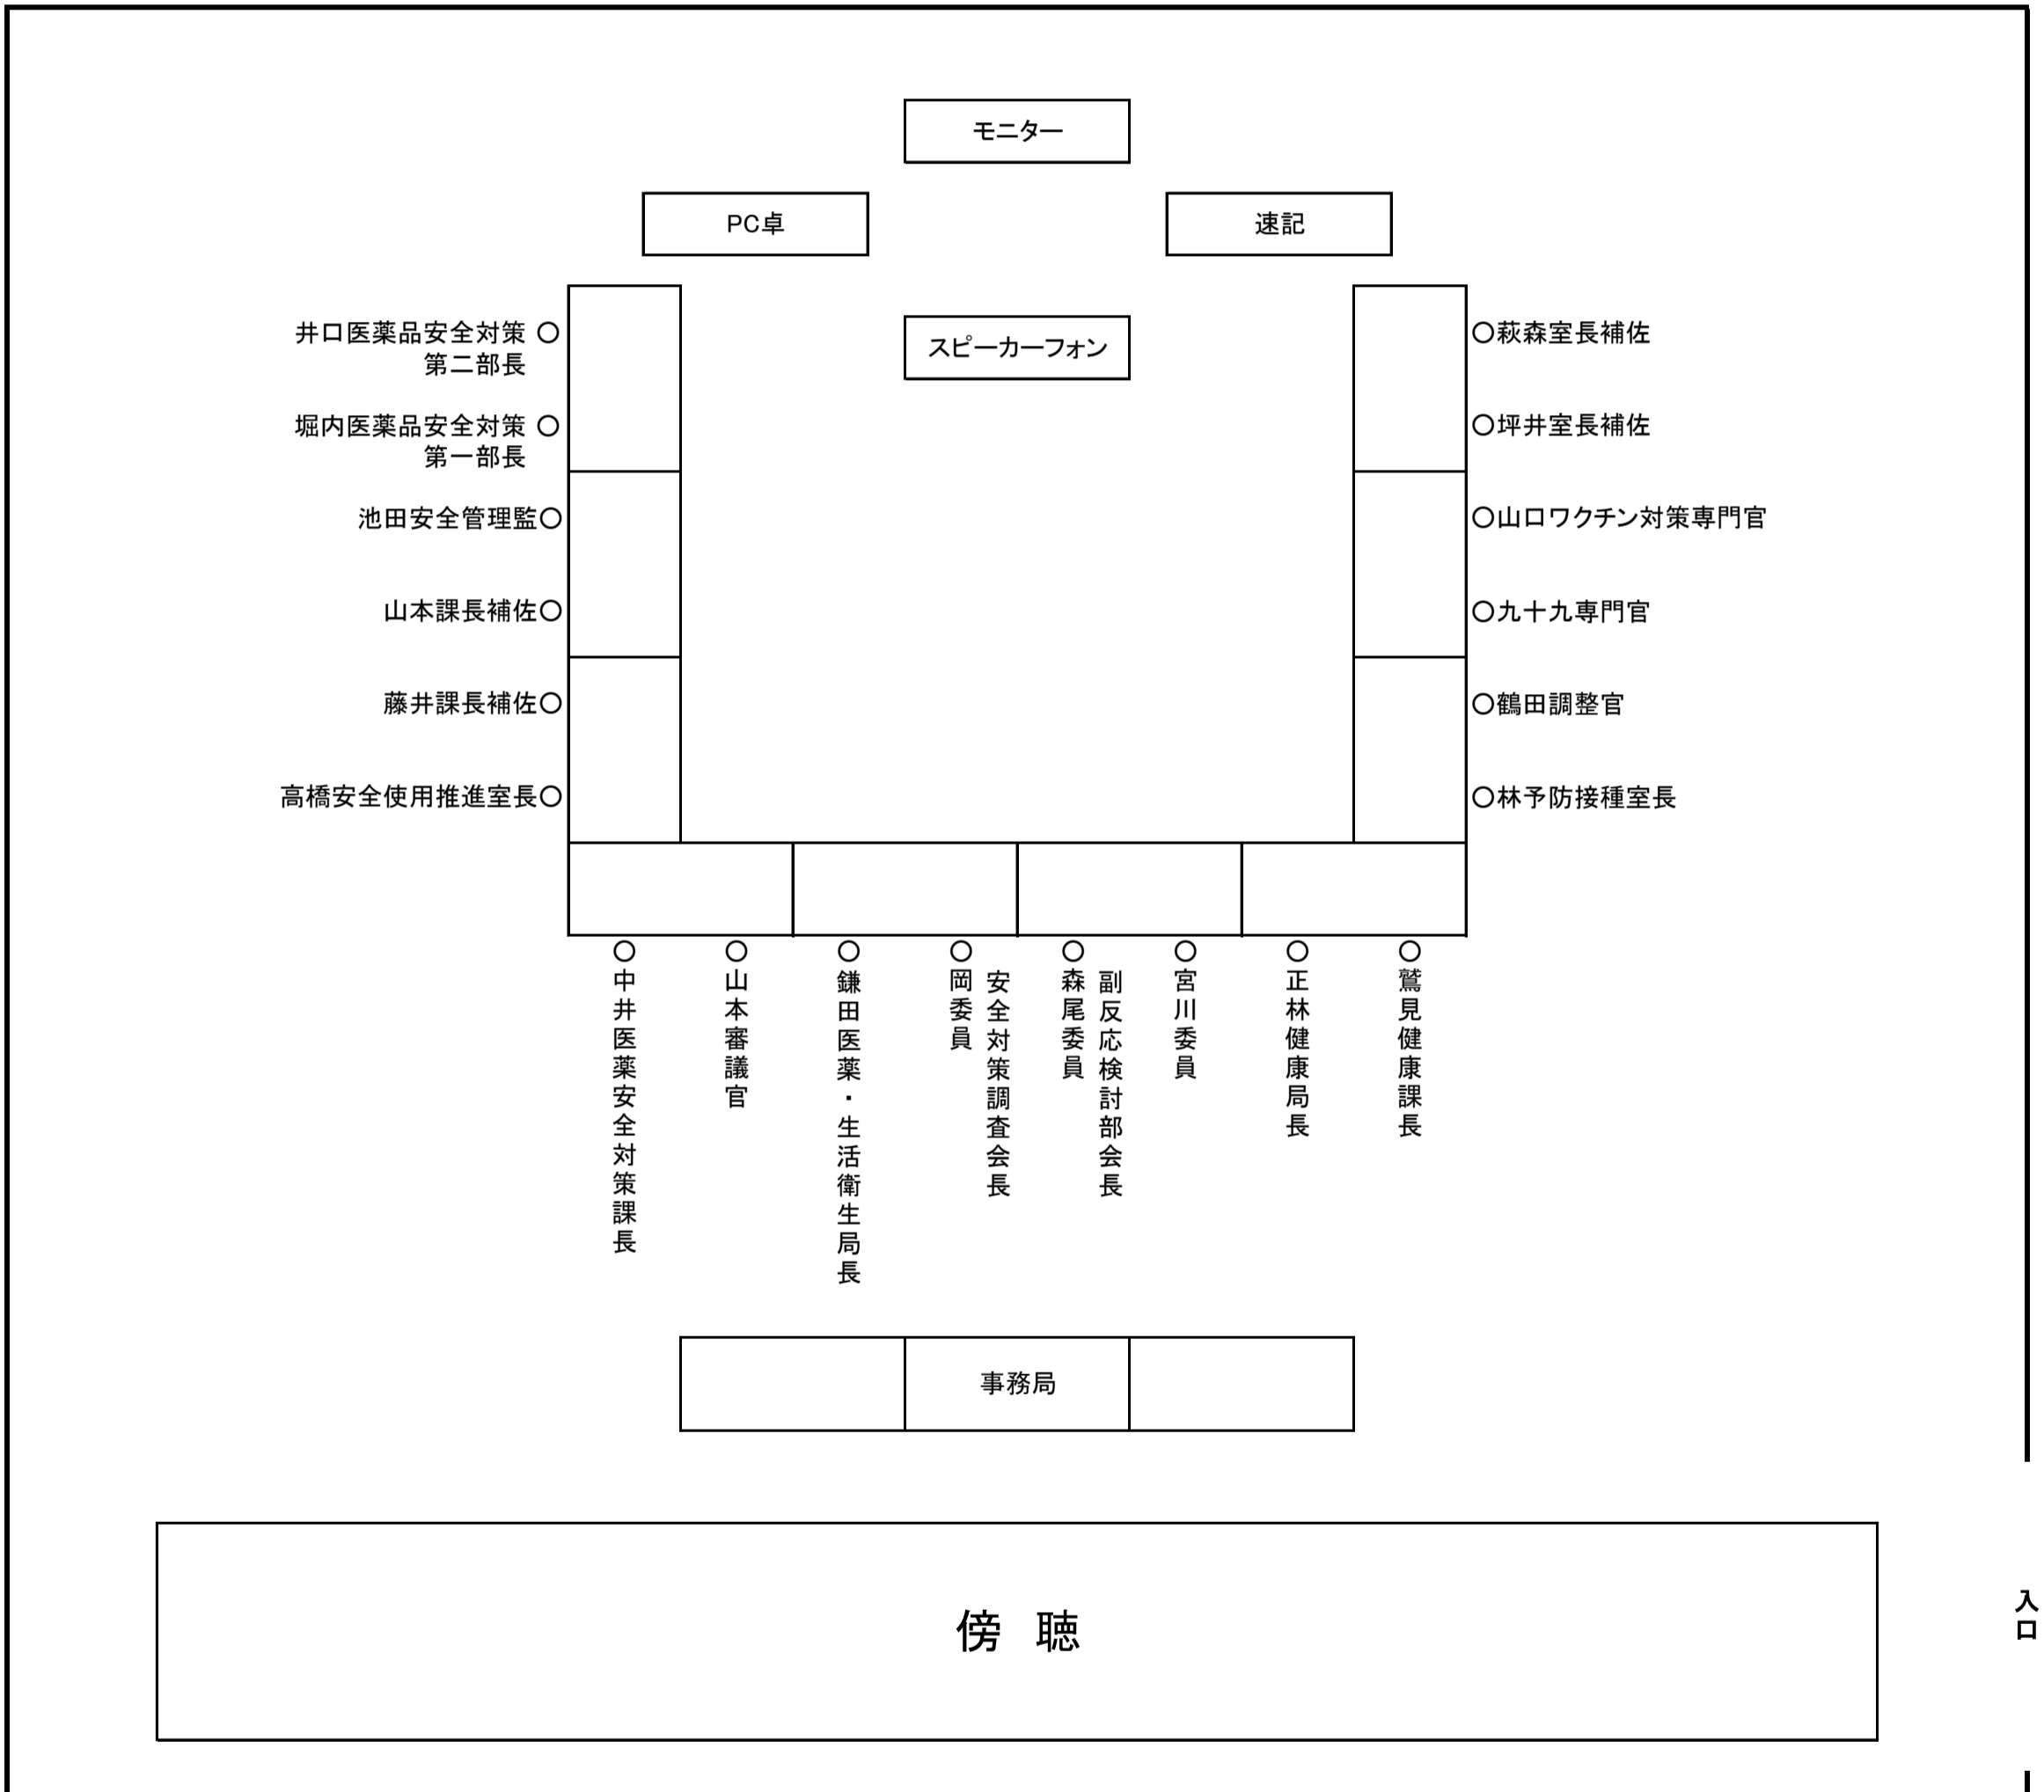 モニター
PC卓
速記
スピーカーフォン
井口医薬品安全対策 ○
第二部長
堀内医薬品安全対策 ○
第一部長
池田安全管理監○
山本課長補佐○
藤井課長補佐○
高橋安全使用推進室長○
○萩森室長補佐
○坪井室長補佐
○山口ワクチン対策専門官
○九十九専門官
○鶴田調整官
○林予防接種室長
○中井医薬安全対策課長
○山本審議官
○鎌田医薬・生活衛生局長
○岡委員
安全対策調査会長
○森尾委員
副反応検討部会長
○宮川委員
○正林健康局長
○鷲見健康課長
事務局
傍 聴
入口